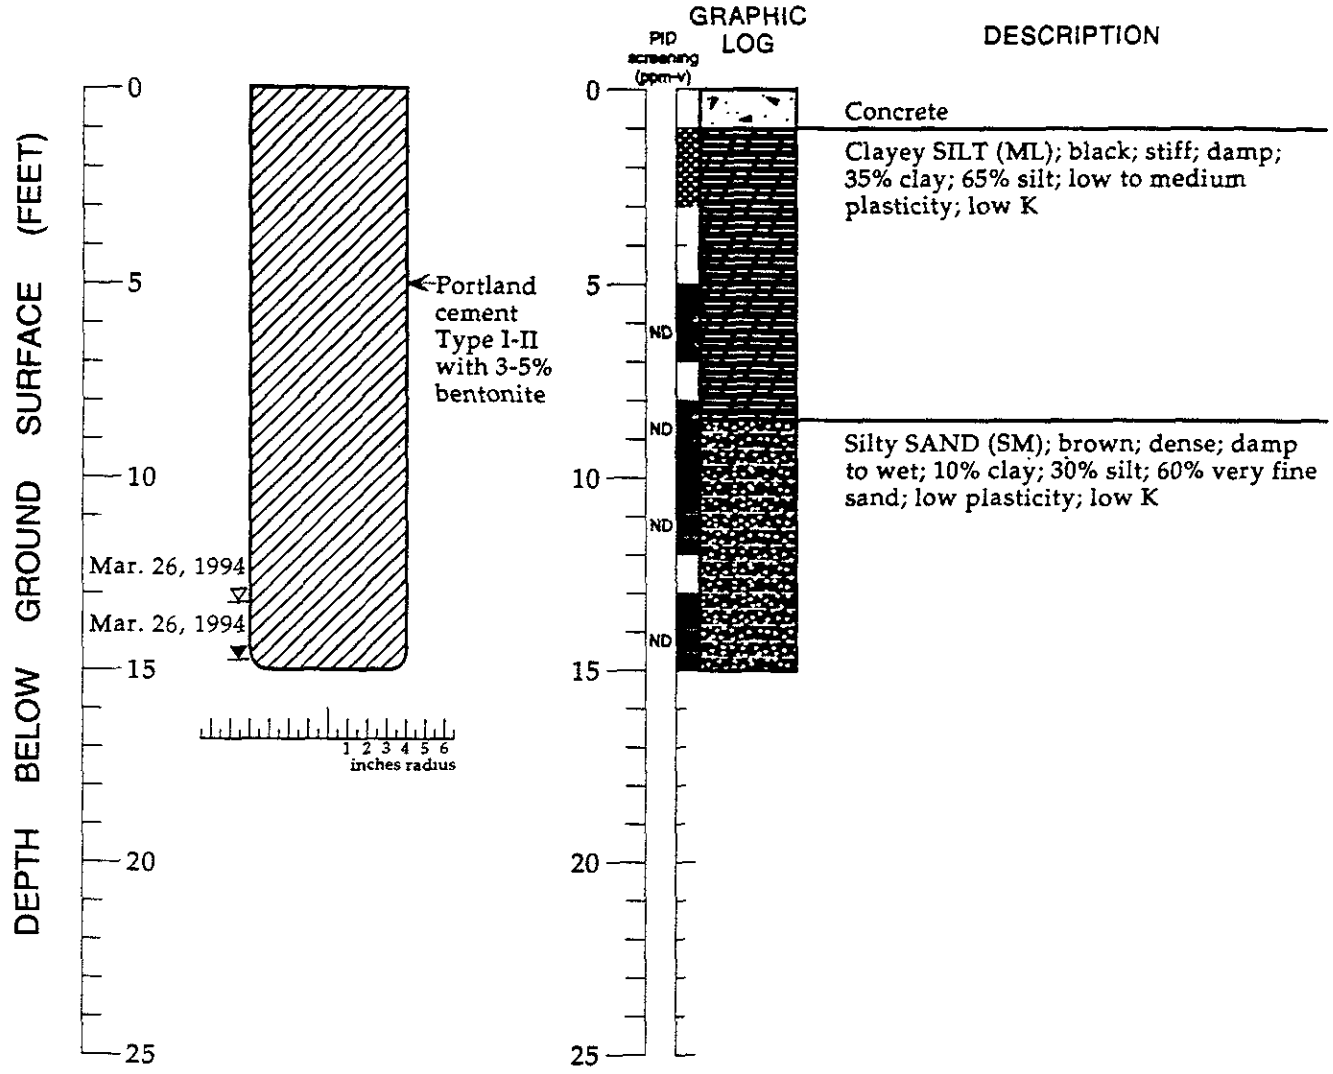 DEPTH BELOW GROUND SURFACE (FEET)
0
5
10
15
20
25
Portland
cement
Type I-II
with 3-5%
bentonite
Mar. 26, 1994
Mar. 26, 1994
1 2 3 4 5 6
inches radius
PID
screening
(ppm-v)
GRAPHIC
LOG
DESCRIPTION
0
5
10
15
20
25
ND
ND
ND
ND
Concrete
Clayey SILT (ML); black; stiff; damp;
35% clay; 65% silt; low to medium
plasticity; low K
Silty SAND (SM); brown; dense; damp
to wet; 10% clay; 30% silt; 60% very fine
sand; low plasticity; low K